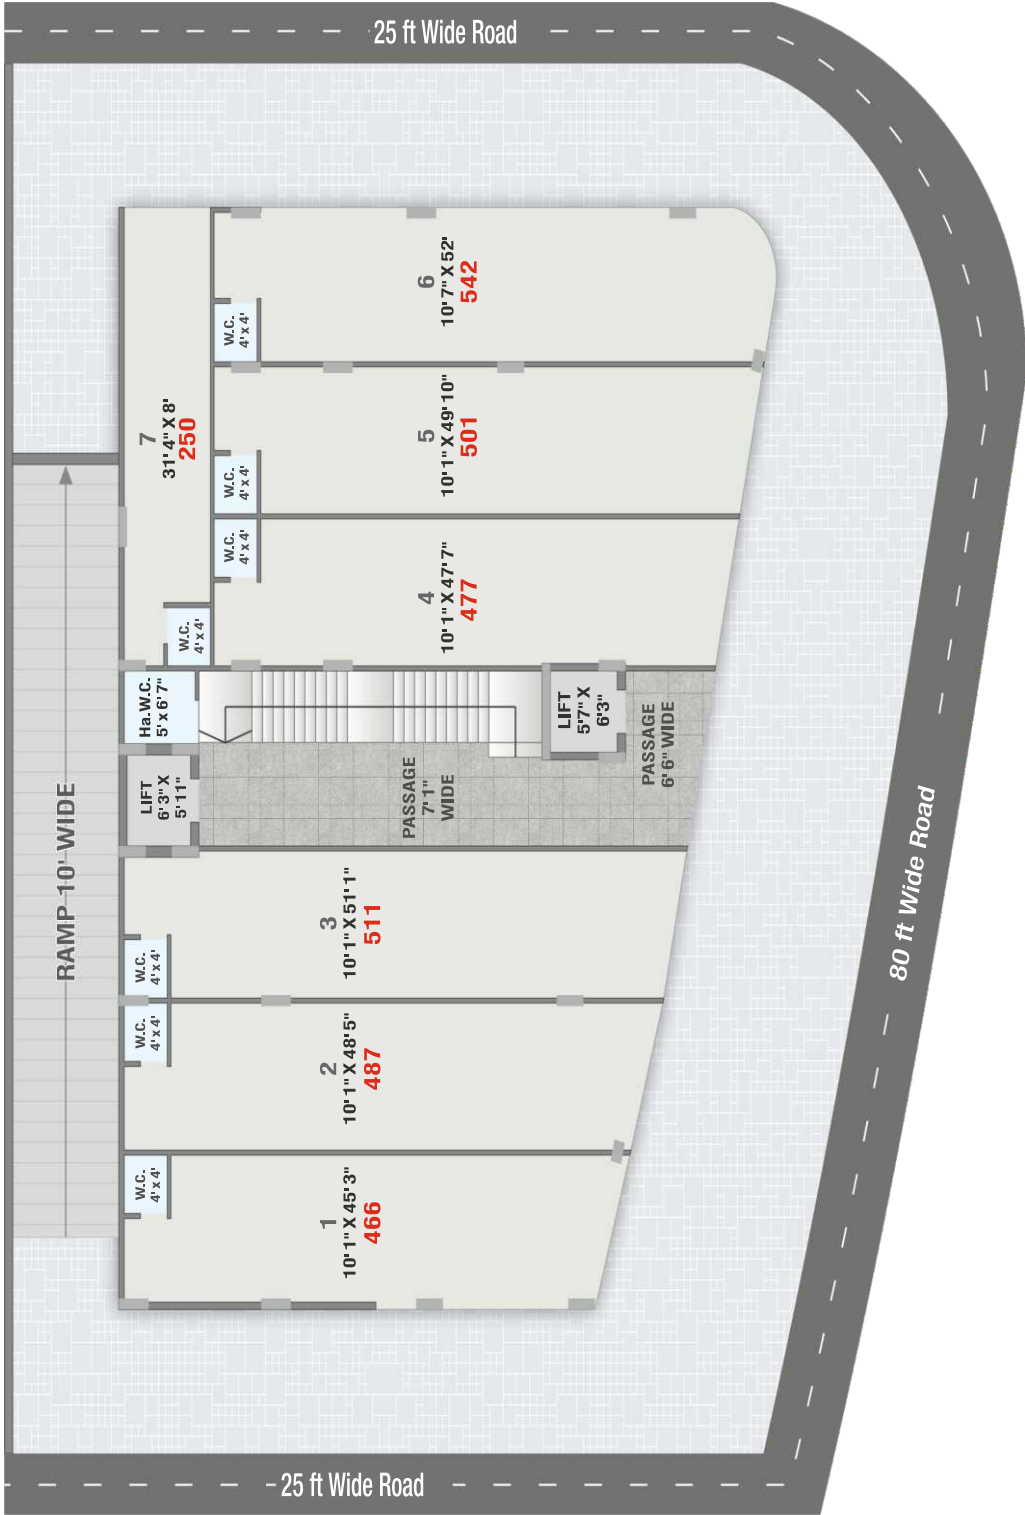 25 ft Wide Road
6
10' 7" X 52'
542
W.C.
4' x 4'
7
31' 4" X 8'
250
5
10' 1" X 49' 10"
501
W.C.
4' x 4'
W.C.
4' x 4'
4
10' 1" X 47' 7"
477
W.C.
4' x 4'
Ha.W.C.
5' x 6' 7"
LIFT
5'7" X
6'3"
PASSAGE
6' 6" WIDE
LIFT
6' 3" X
5' 11"
PASSAGE
7' 1"
WIDE
RAMP 10' WIDE
80 ft Wide Road
3
10' 1" X 51' 1"
511
W.C.
4' x 4'
W.C.
4' x 4'
2
10' 1" X 48' 5"
487
W.C.
4' x 4'
1
10' 1" X 45' 3"
466
25 ft Wide Road